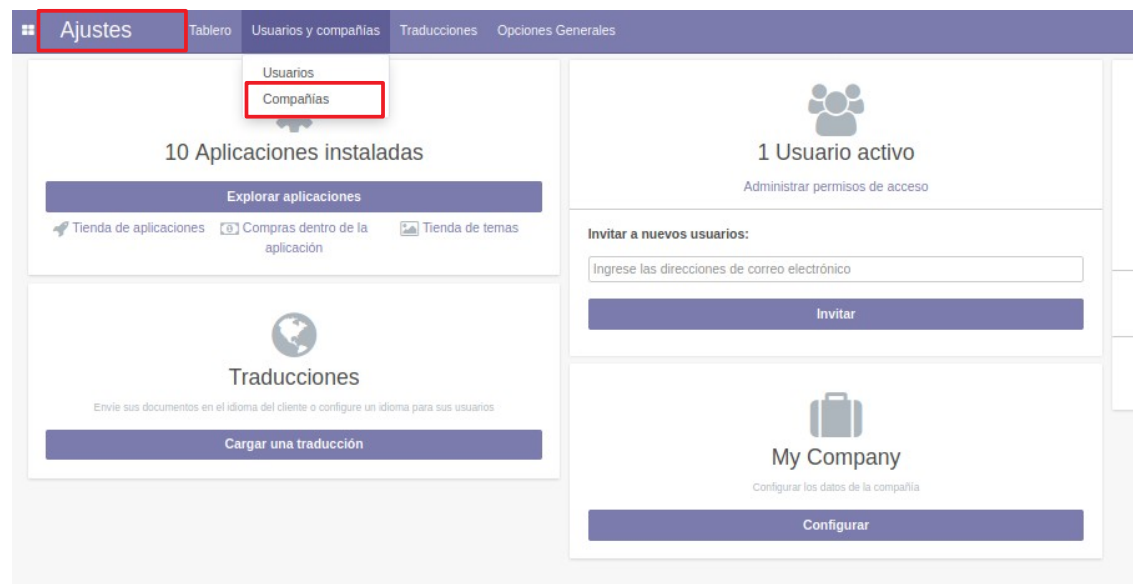 Ajustes Tablero Usuarios y compañías Traducciones Opciones Generales
Usuarios
Compañías
10 Aplicaciones instaladas
Explorar aplicaciones
Tienda de aplicaciones Compras dentro de la aplicación Tienda de temas
Traducciones
Envíe sus documentos en el idioma del cliente o configure un idioma para sus usuarios
Cargar una traducción
1 Usuario activo
Administrar permisos de acceso
Invitar a nuevos usuarios:
Ingrese las direcciones de correo electrónico
Invitar
My Company
Configurar los datos de la compañía
Configurar